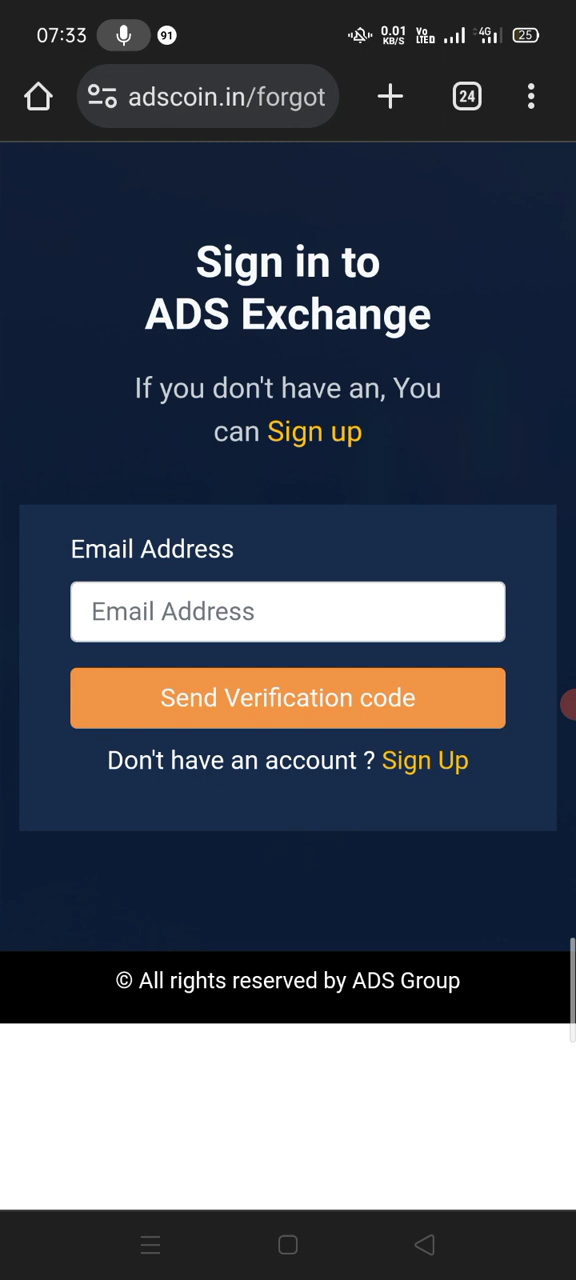 07:33 91 0.01 KB/S Vo LTED 4G 25
adscoin.in/forgot 24
Sign in to
ADS Exchange
If you don't have an, You
can Sign up
Email Address
Email Address
Send Verification code
Don't have an account ? Sign Up
© All rights reserved by ADS Group